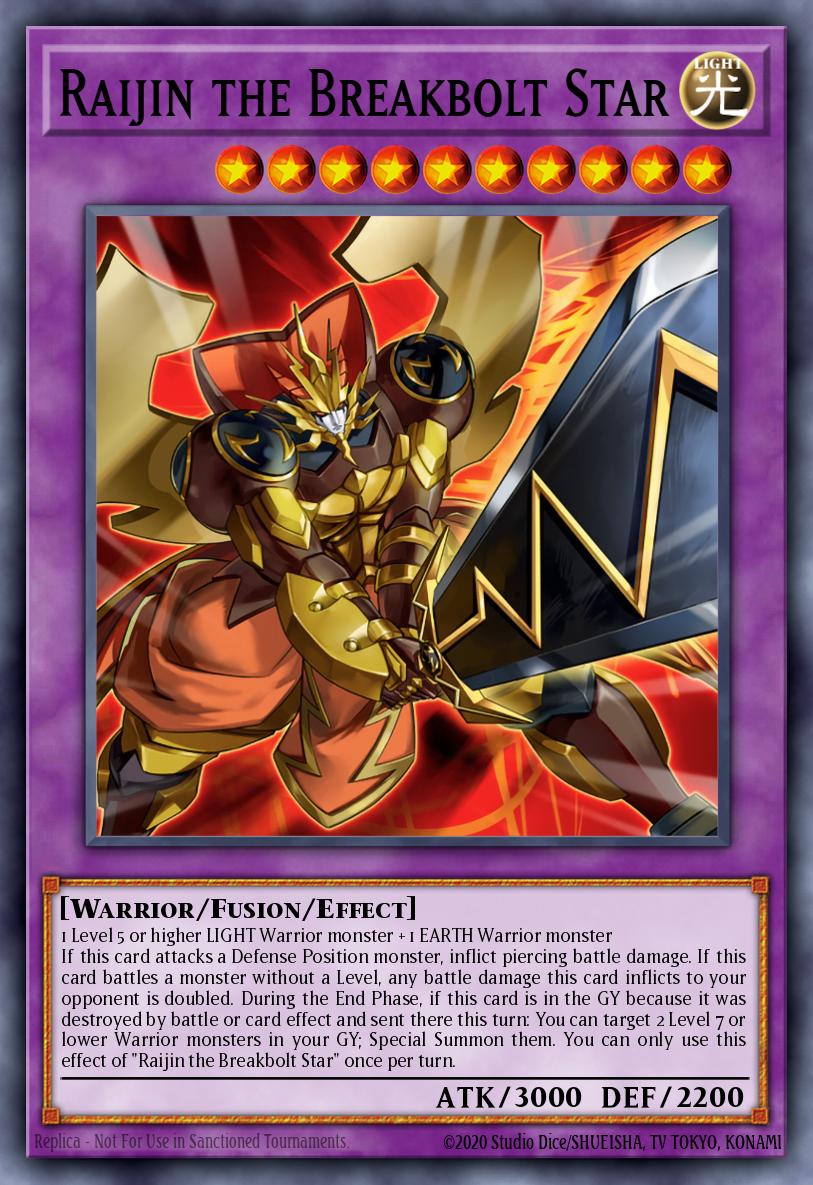 Raijin the Breakbolt Star
LIGHT
光
[Warrior/Fusion/Effect]
1 Level 5 or higher LIGHT Warrior monster + 1 EARTH Warrior monster
If this card attacks a Defense Position monster, inflict piercing battle damage. If this
card battles a monster without a Level, any battle damage this card inflicts to your
opponent is doubled. During the End Phase, if this card is in the GY because it was
destroyed by battle or card effect and sent there this turn: You can target 2 Level 7 or
lower Warrior monsters in your GY; Special Summon them. You can only use this
effect of "Raijin the Breakbolt Star" once per turn.
ATK/3000 DEF/2200
Replica - Not For Use in Sanctioned Tournaments.
©2020 Studio Dice/SHUEISHA, TV TOKYO, KONAMI